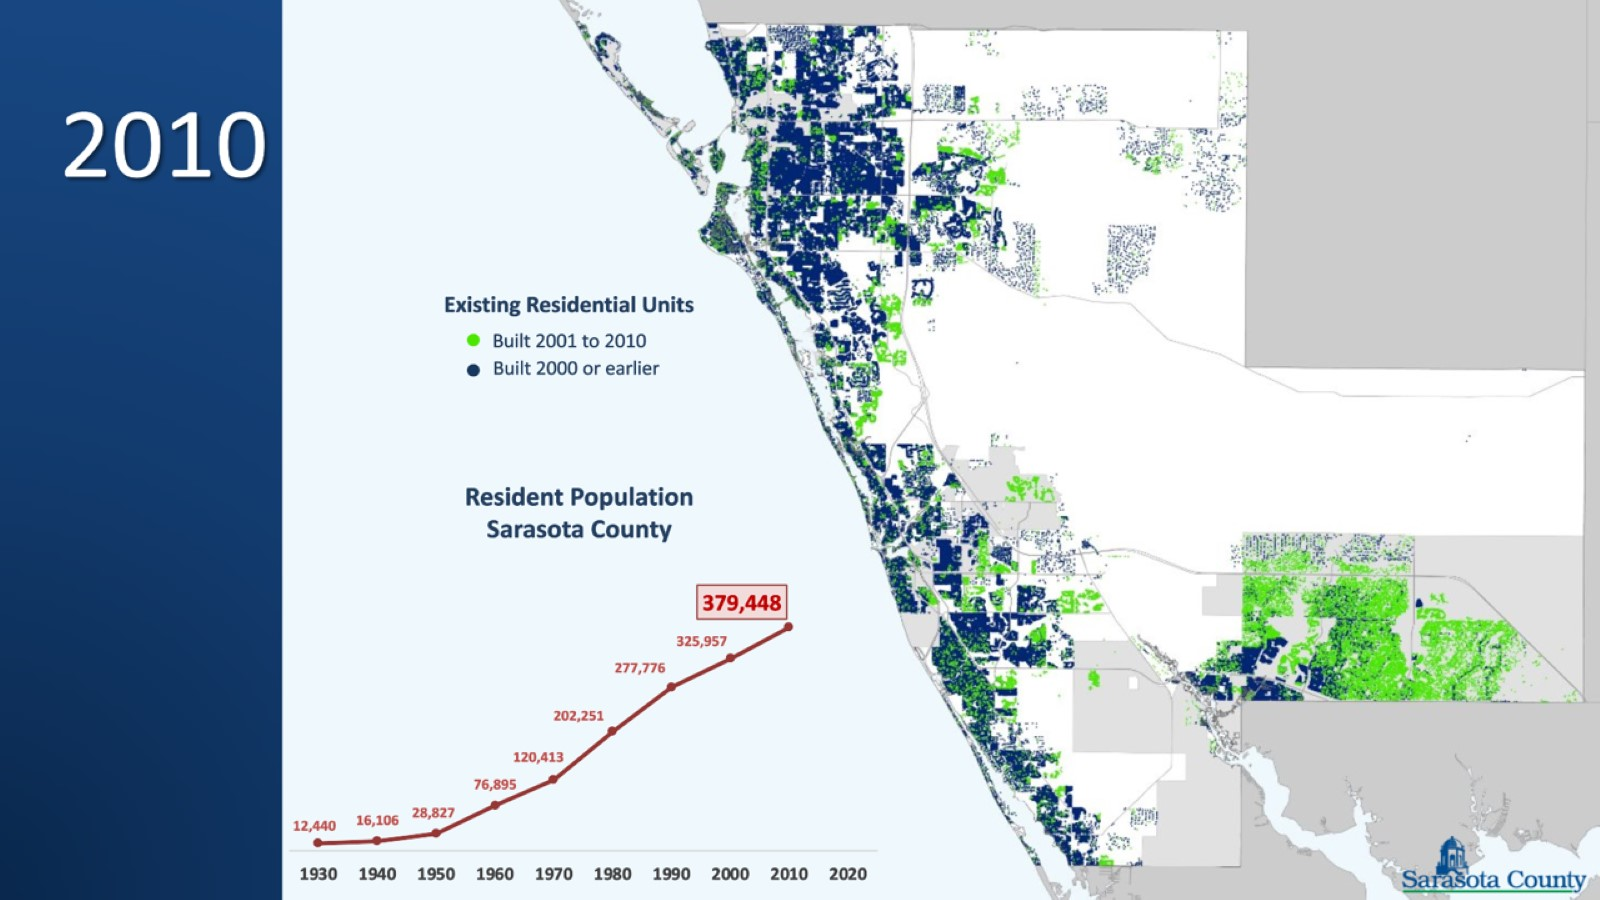 2010
Existing Residential Units
Built 2001 to 2010
Built 2000 or earlier
Resident Population
Sarasota County
379,448
325,957
277,776
202,251
120,413
76,895
28,827
16,106
12,440
1930 1940 1950 1960 1970 1980 1990 2000 2010 2020
Sarasota County